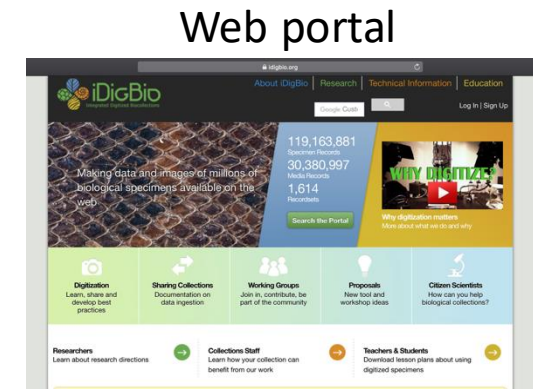 Web portal
idigbio.org
About iDigBio | Research | Technical Information | Education
iDigBio
Integrated Digitized Biocollections
Google Custo
Log In | Sign Up
Making data and images of millions of
biological specimens available on the
web
119,163,881
Specimen Records
30,380,997
Media Records
1,614
Recordsets
Search the Portal
WHY DIGITIZE?
Why digitization matters
More about what we do and why
Digitization
Learn, share and
develop best
practices
Sharing Collections
Documentation on
data ingestion
Working Groups
Join in, contribute, be
part of the community
Proposals
New tool and
workshop ideas
Citizen Scientists
How can you help
biological collections?
Researchers
Learn about research directions
Collections Staff
Learn how your collection can
benefit from our work
Teachers & Students
Download lesson plans about using
digitized specimens